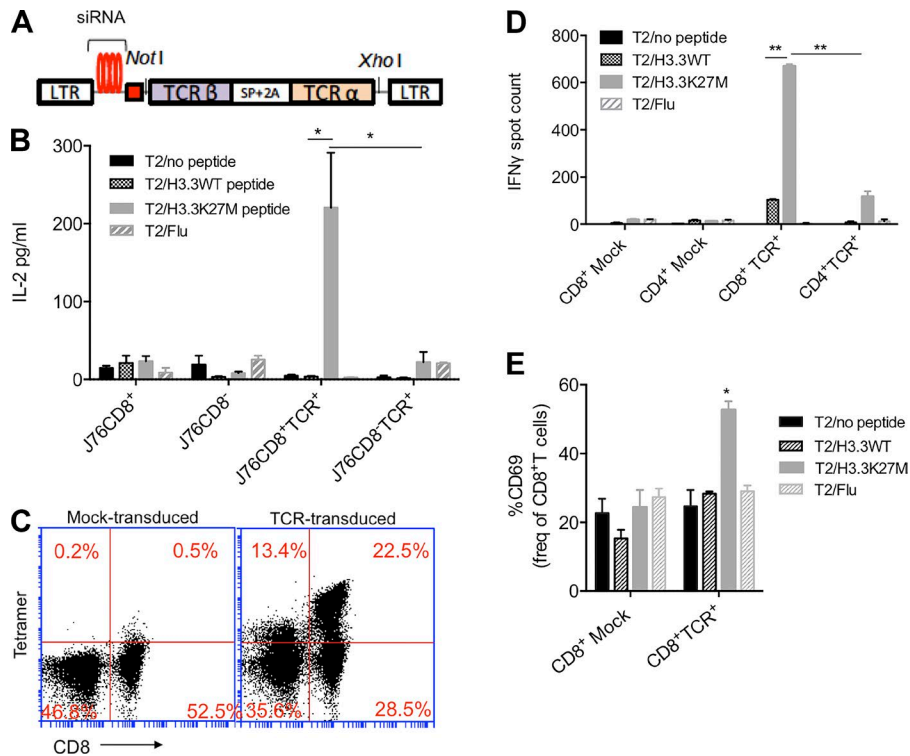 A
siRNA
Not I
Xho I
LTR
TCR β
SP+2A
TCR α
LTR
B
IL-2 pg/ml
300
200
100
0
T2/no peptide
T2/H3.3WT peptide
T2/H3.3K27M peptide
T2/Flu
*
*
J76CD8+
J76CD8-
J76CD8+TCR+
J76CD8-TCR+
C
Mock-transduced
TCR-transduced
0.2%
0.5%
46.8%
52.5%
13.4%
22.5%
35.6%
28.5%
Tetramer
CD8
D
IFNγ spot count
800
600
400
200
0
T2/no peptide
T2/H3.3WT
T2/H3.3K27M
T2/Flu
**
**
CD8+ Mock
CD4+ Mock
CD8+ TCR+
CD4+TCR+
E
%CD69
(freq of CD8+T cells)
60
40
20
0
*
T2/no peptide
T2/H3.3WT
T2/H3.3K27M
T2/Flu
CD8+ Mock
CD8+TCR+